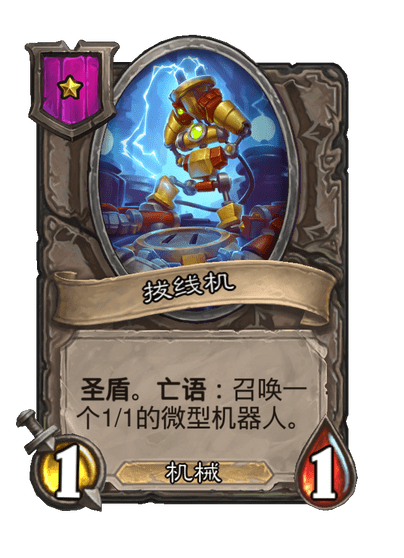 拔线机
圣盾。亡语：召唤一
个1/1的微型机器人。
1
机械
1